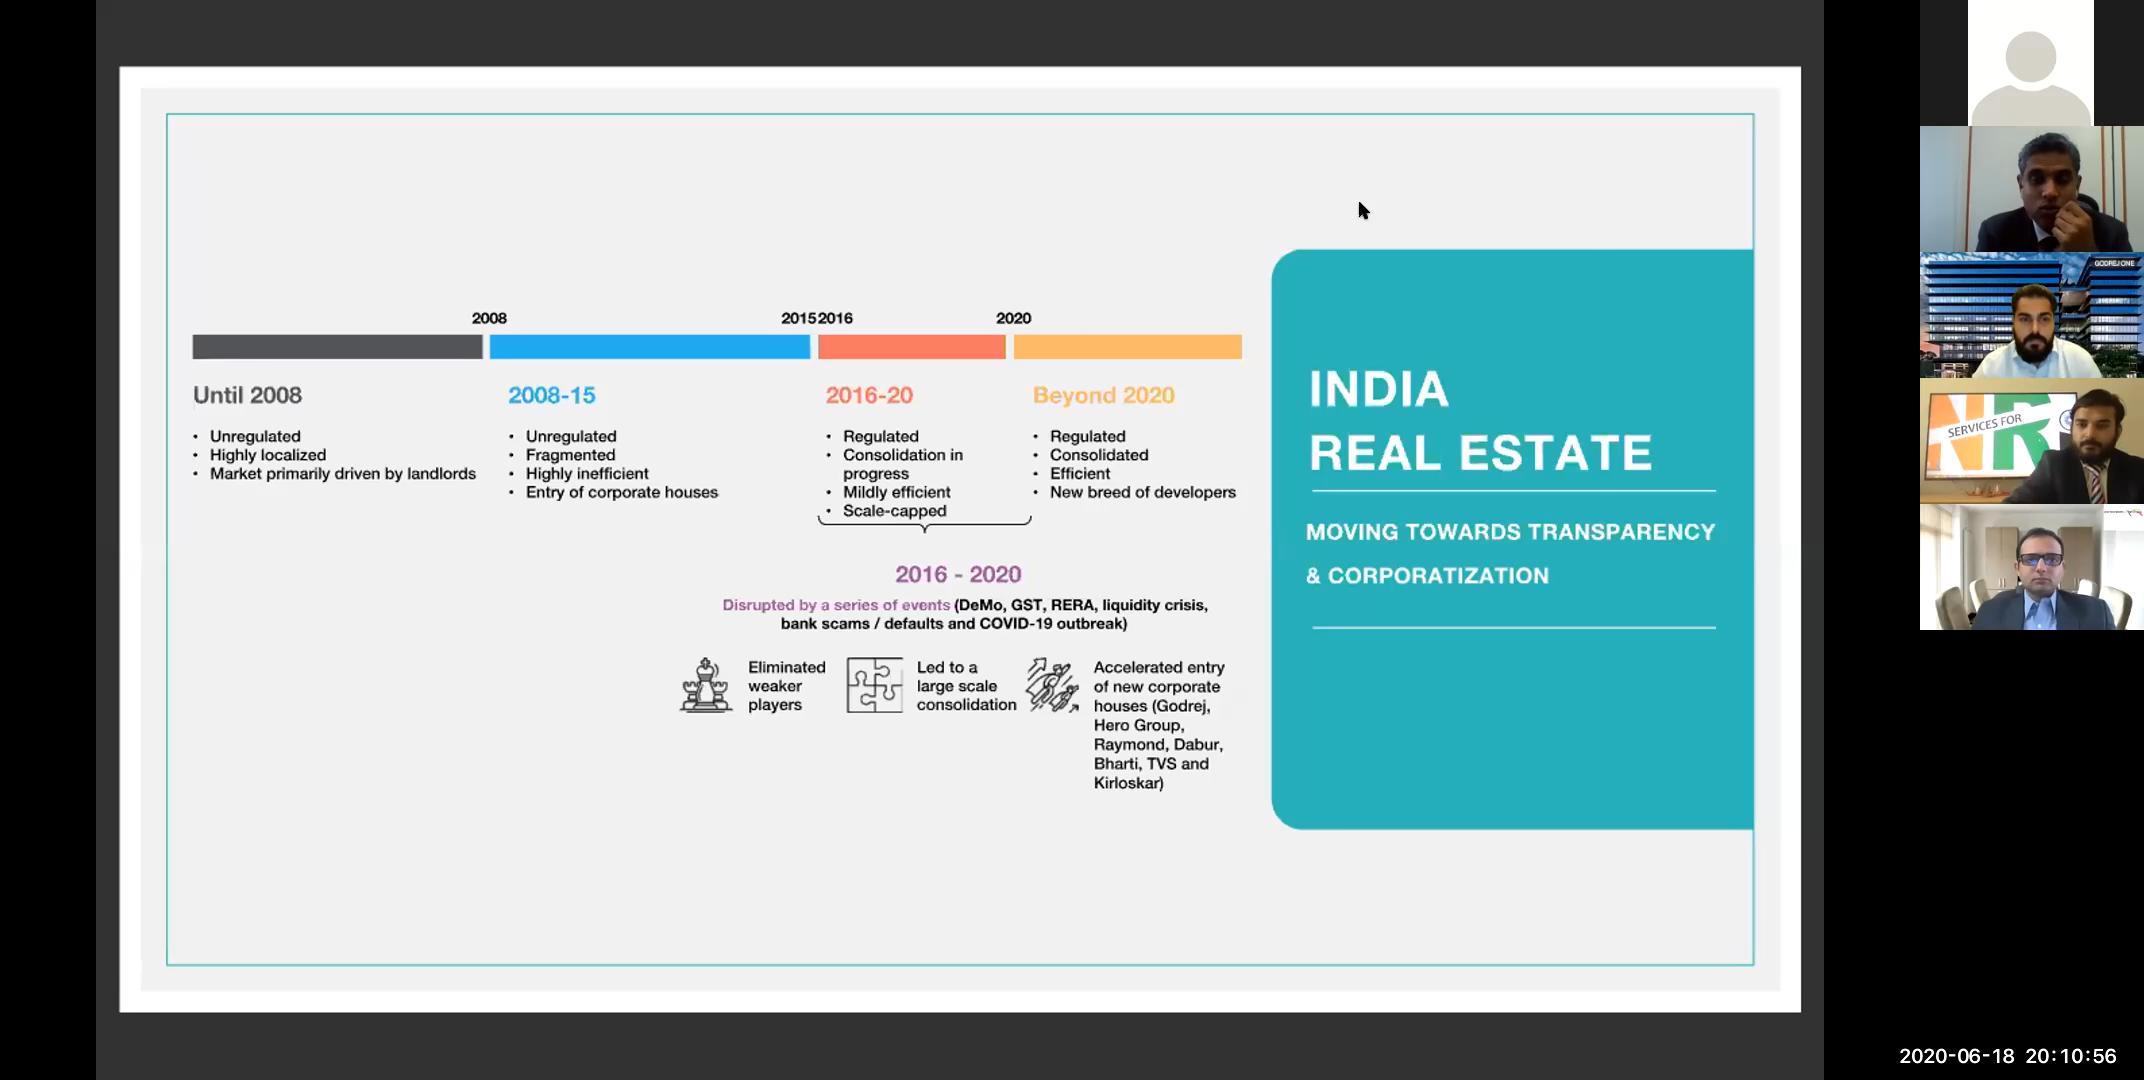 2008
2015
2016
2020
Until 2008
• Unregulated
• Highly localized
• Market primarily driven by landlords
2008-15
• Unregulated
• Fragmented
• Highly inefficient
• Entry of corporate houses
2016-20
• Regulated
• Consolidation in
progress
• Mildly efficient
• Scale-capped
Beyond 2020
• Regulated
• Consolidated
• Efficient
• New breed of developers
2016 - 2020
Disrupted by a series of events (DeMo, GST, RERA, liquidity crisis,
bank scams / defaults and COVID-19 outbreak)
Eliminated
weaker
players
Led to a
large scale
consolidation
Accelerated entry
of new corporate
houses (Godrej,
Hero Group,
Raymond, Dabur,
Bharti, TVS and
Kirloskar)
INDIA
REAL ESTATE
MOVING TOWARDS TRANSPARENCY
& CORPORATIZATION
GODREJ ONE
SERVICES FOR
NR
2020-06-18 20:10:56